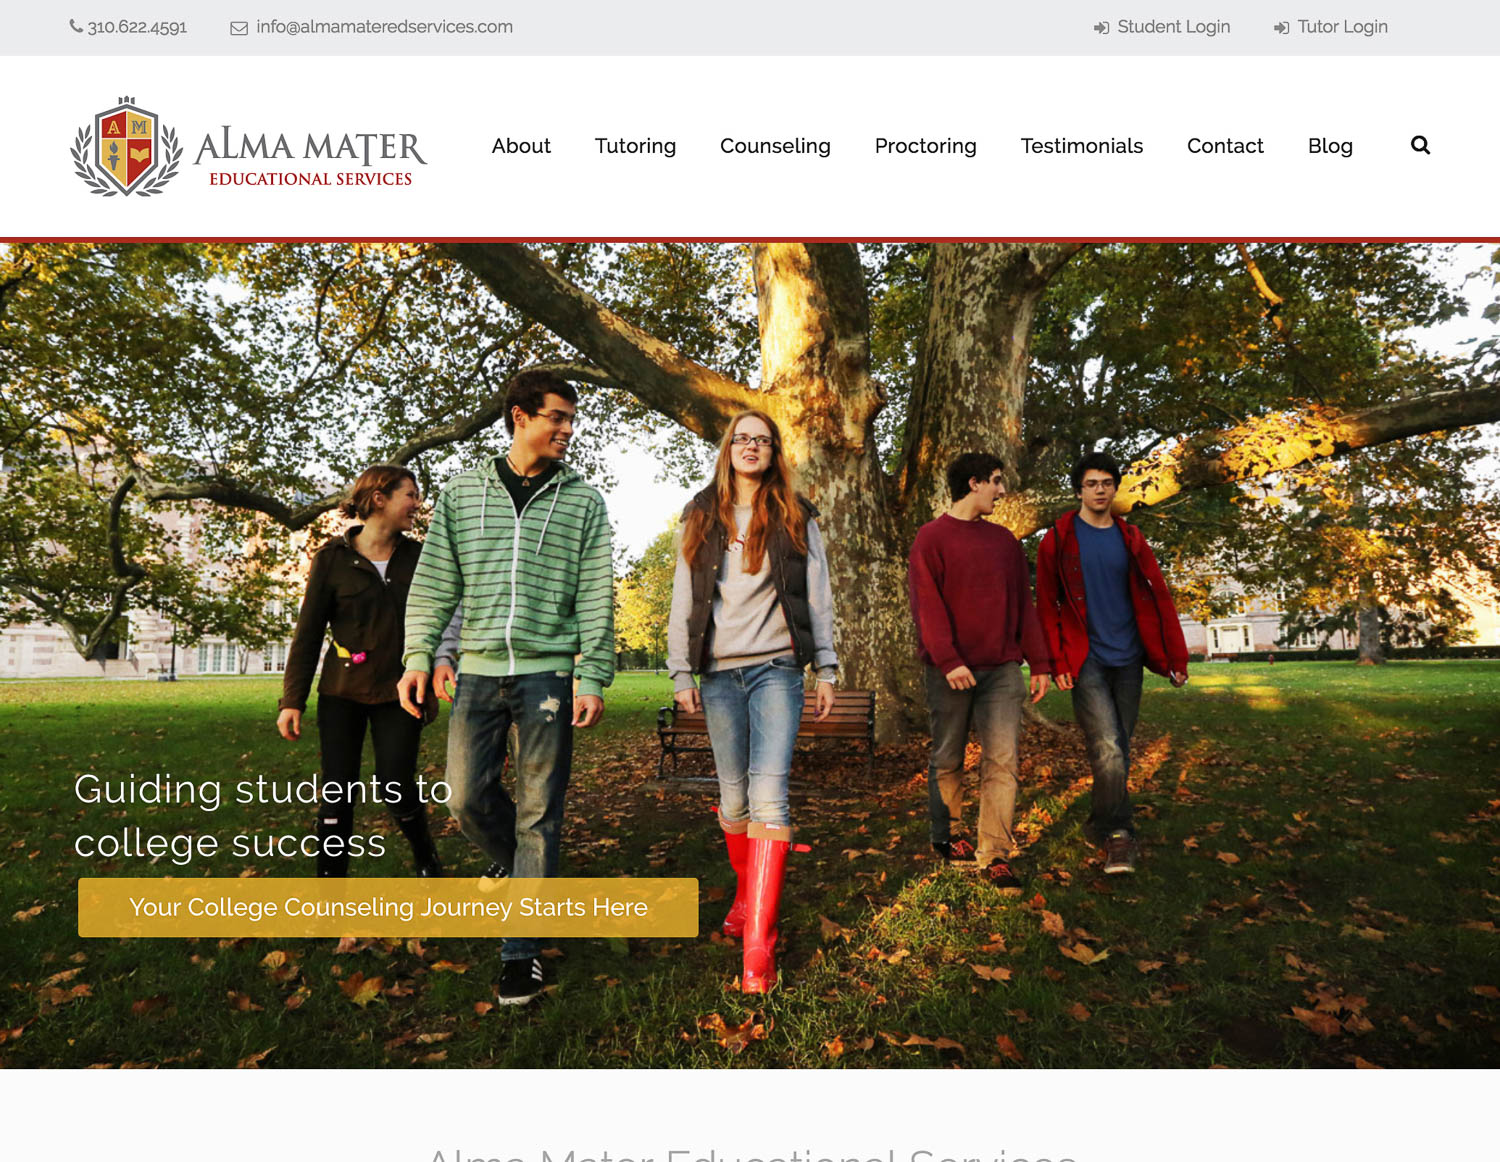 310.622.4591 info@almamateredservices.com Student Login Tutor Login
A M
ALMA MATER
EDUCATIONAL SERVICES
About Tutoring Counseling Proctoring Testimonials Contact Blog
Guiding students to
college success
Your College Counseling Journey Starts Here
Alma Mater Educational Services